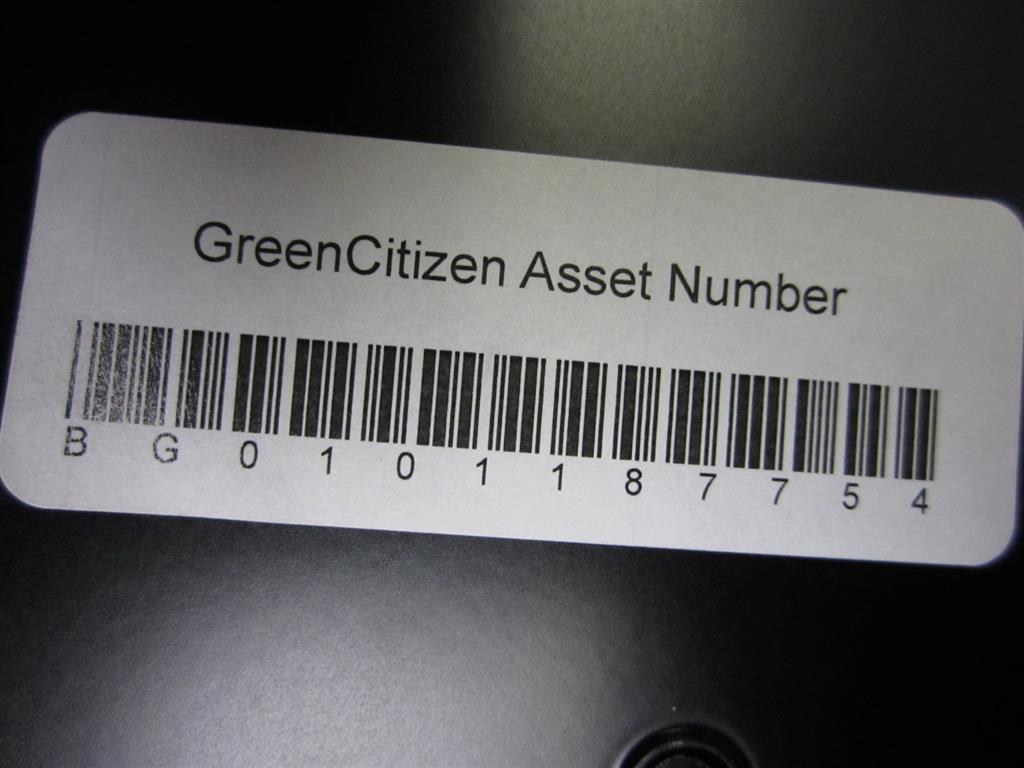 GreenCitizen Asset Number
B G 0 1 0 1 1 8 7 7 5 4